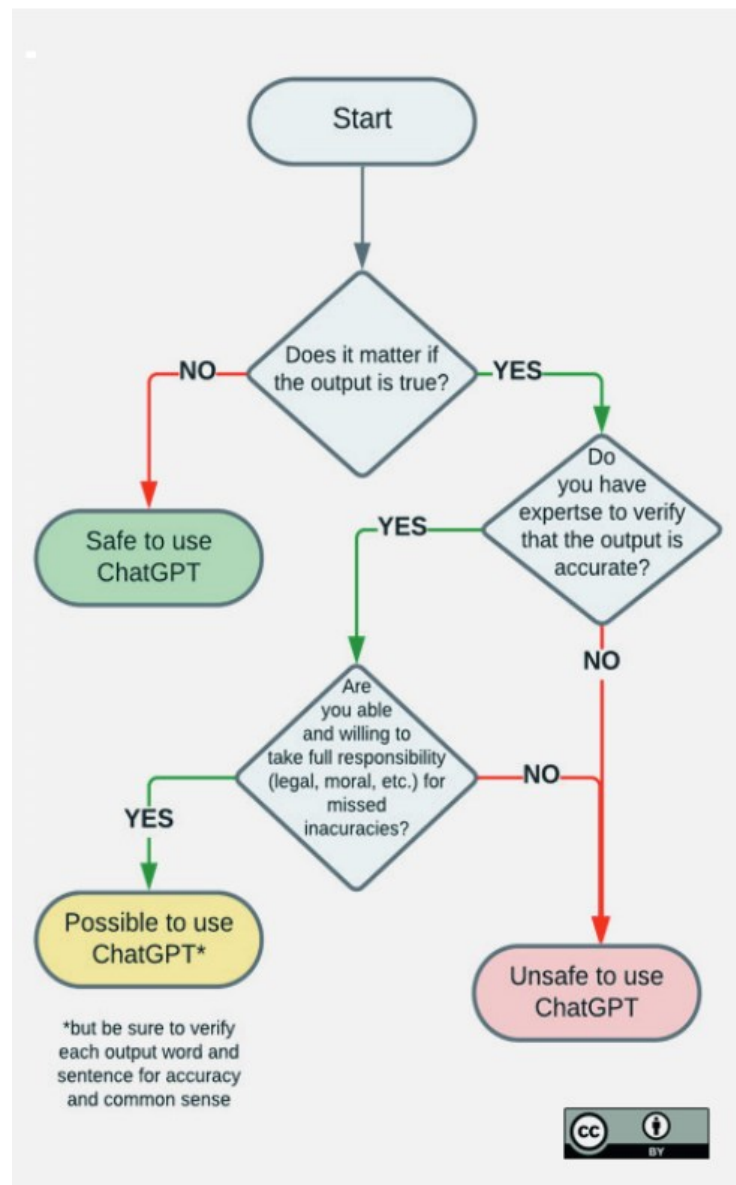 Start
Does it matter if
the output is true?
NO
YES
Safe to use
ChatGPT
Do
you have
expertse to verify
that the output is
accurate?
YES
NO
Are
you able
and willing to
take full responsibility
(legal, moral, etc.) for
missed
inacuracies?
NO
YES
Possible to use
ChatGPT*
*but be sure to verify
each output word and
sentence for accuracy
and common sense
Unsafe to use
ChatGPT
cc
BY